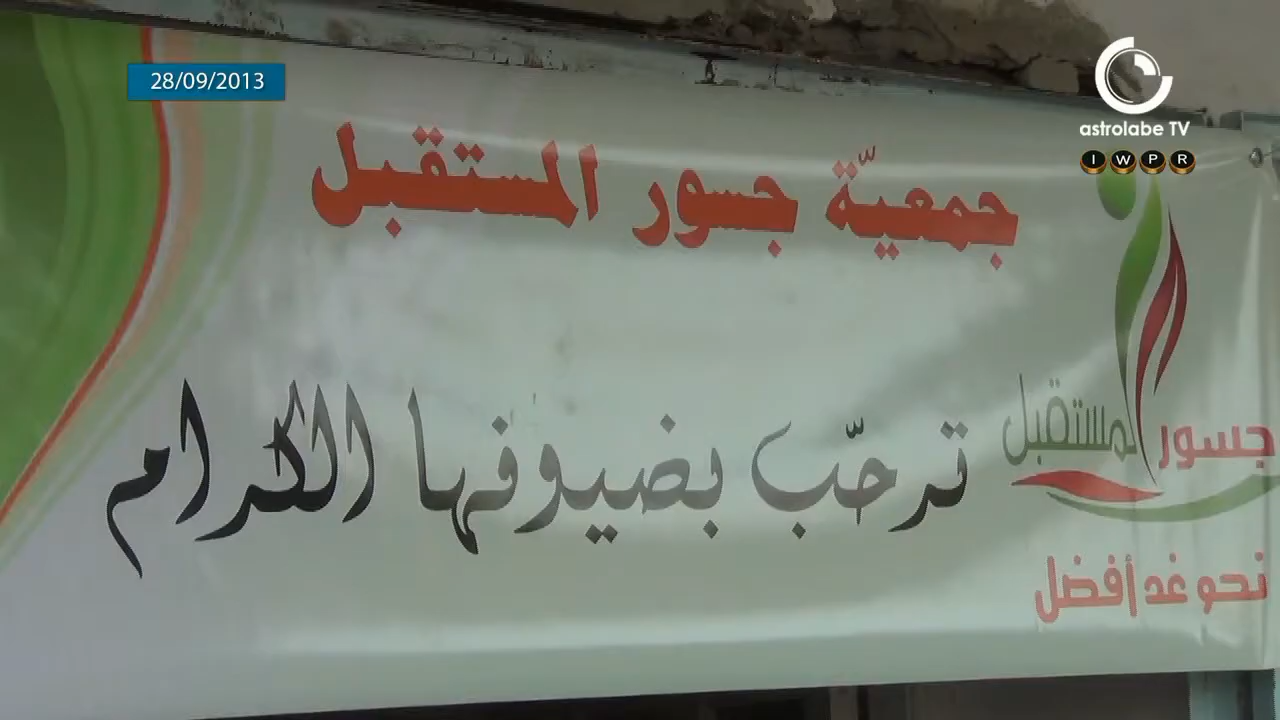 28/09/2013
astrolabe TV
I W P R
جمعيّة جسور المستقبل
ترحّب بضيوفها الكرام
جسور المستقبل
نحو غد أفضل